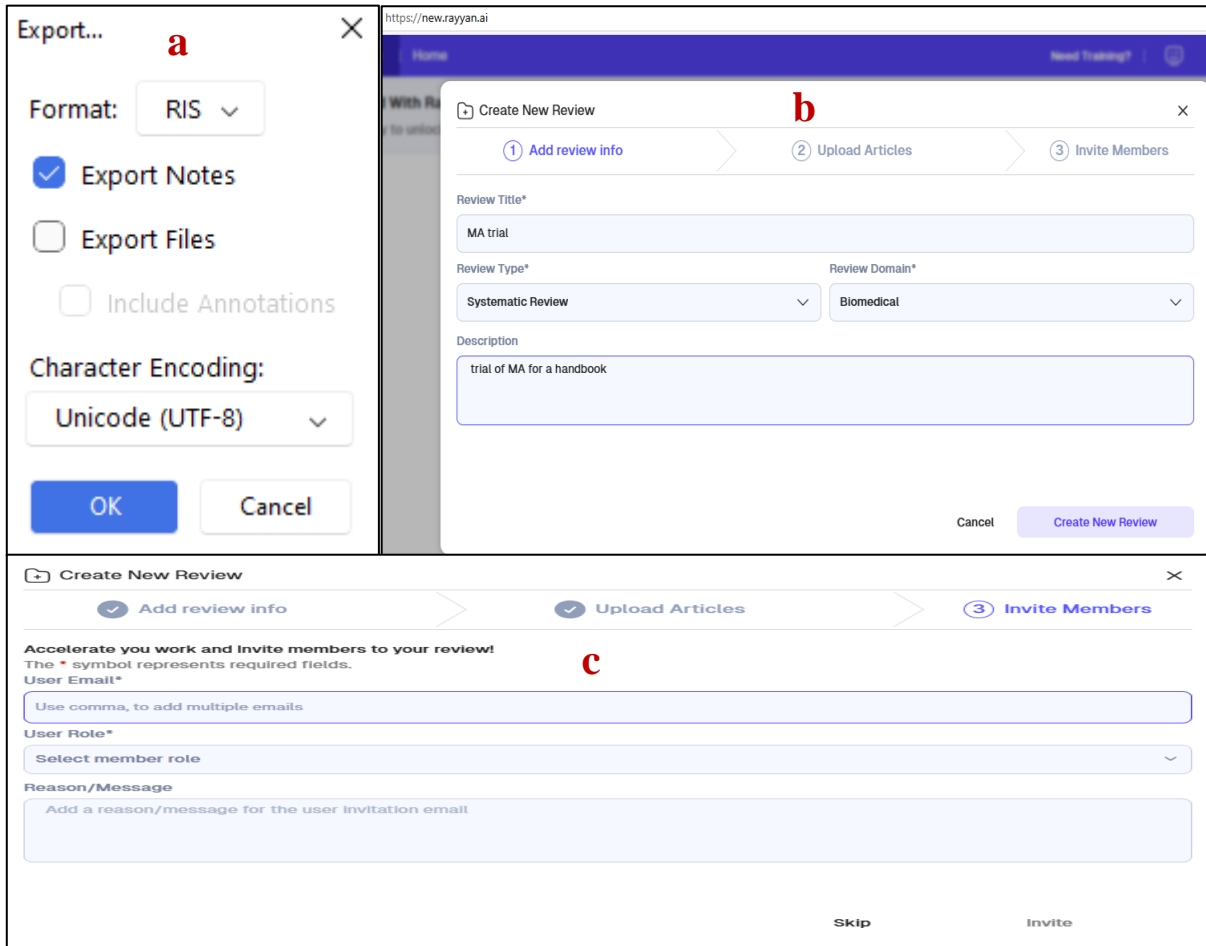 Export...
a
Format: RIS
Export Notes
Export Files
Include Annotations
Character Encoding:
Unicode (UTF-8)
OK Cancel
https://new.rayyan.ai
Home Need Training?
With Ra
y to unloc
Create New Review
b
1 Add review info 2 Upload Articles 3 Invite Members
Review Title*
MA trial
Review Type* Review Domain*
Systematic Review Biomedical
Description
trial of MA for a handbook
Cancel Create New Review
Create New Review
Add review info Upload Articles 3 Invite Members
Accelerate you work and Invite members to your review!
The * symbol represents required fields.
c
User Email*
Use comma, to add multiple emails
User Role*
Select member role
Reason/Message
Add a reason/message for the user invitation email
Skip Invite